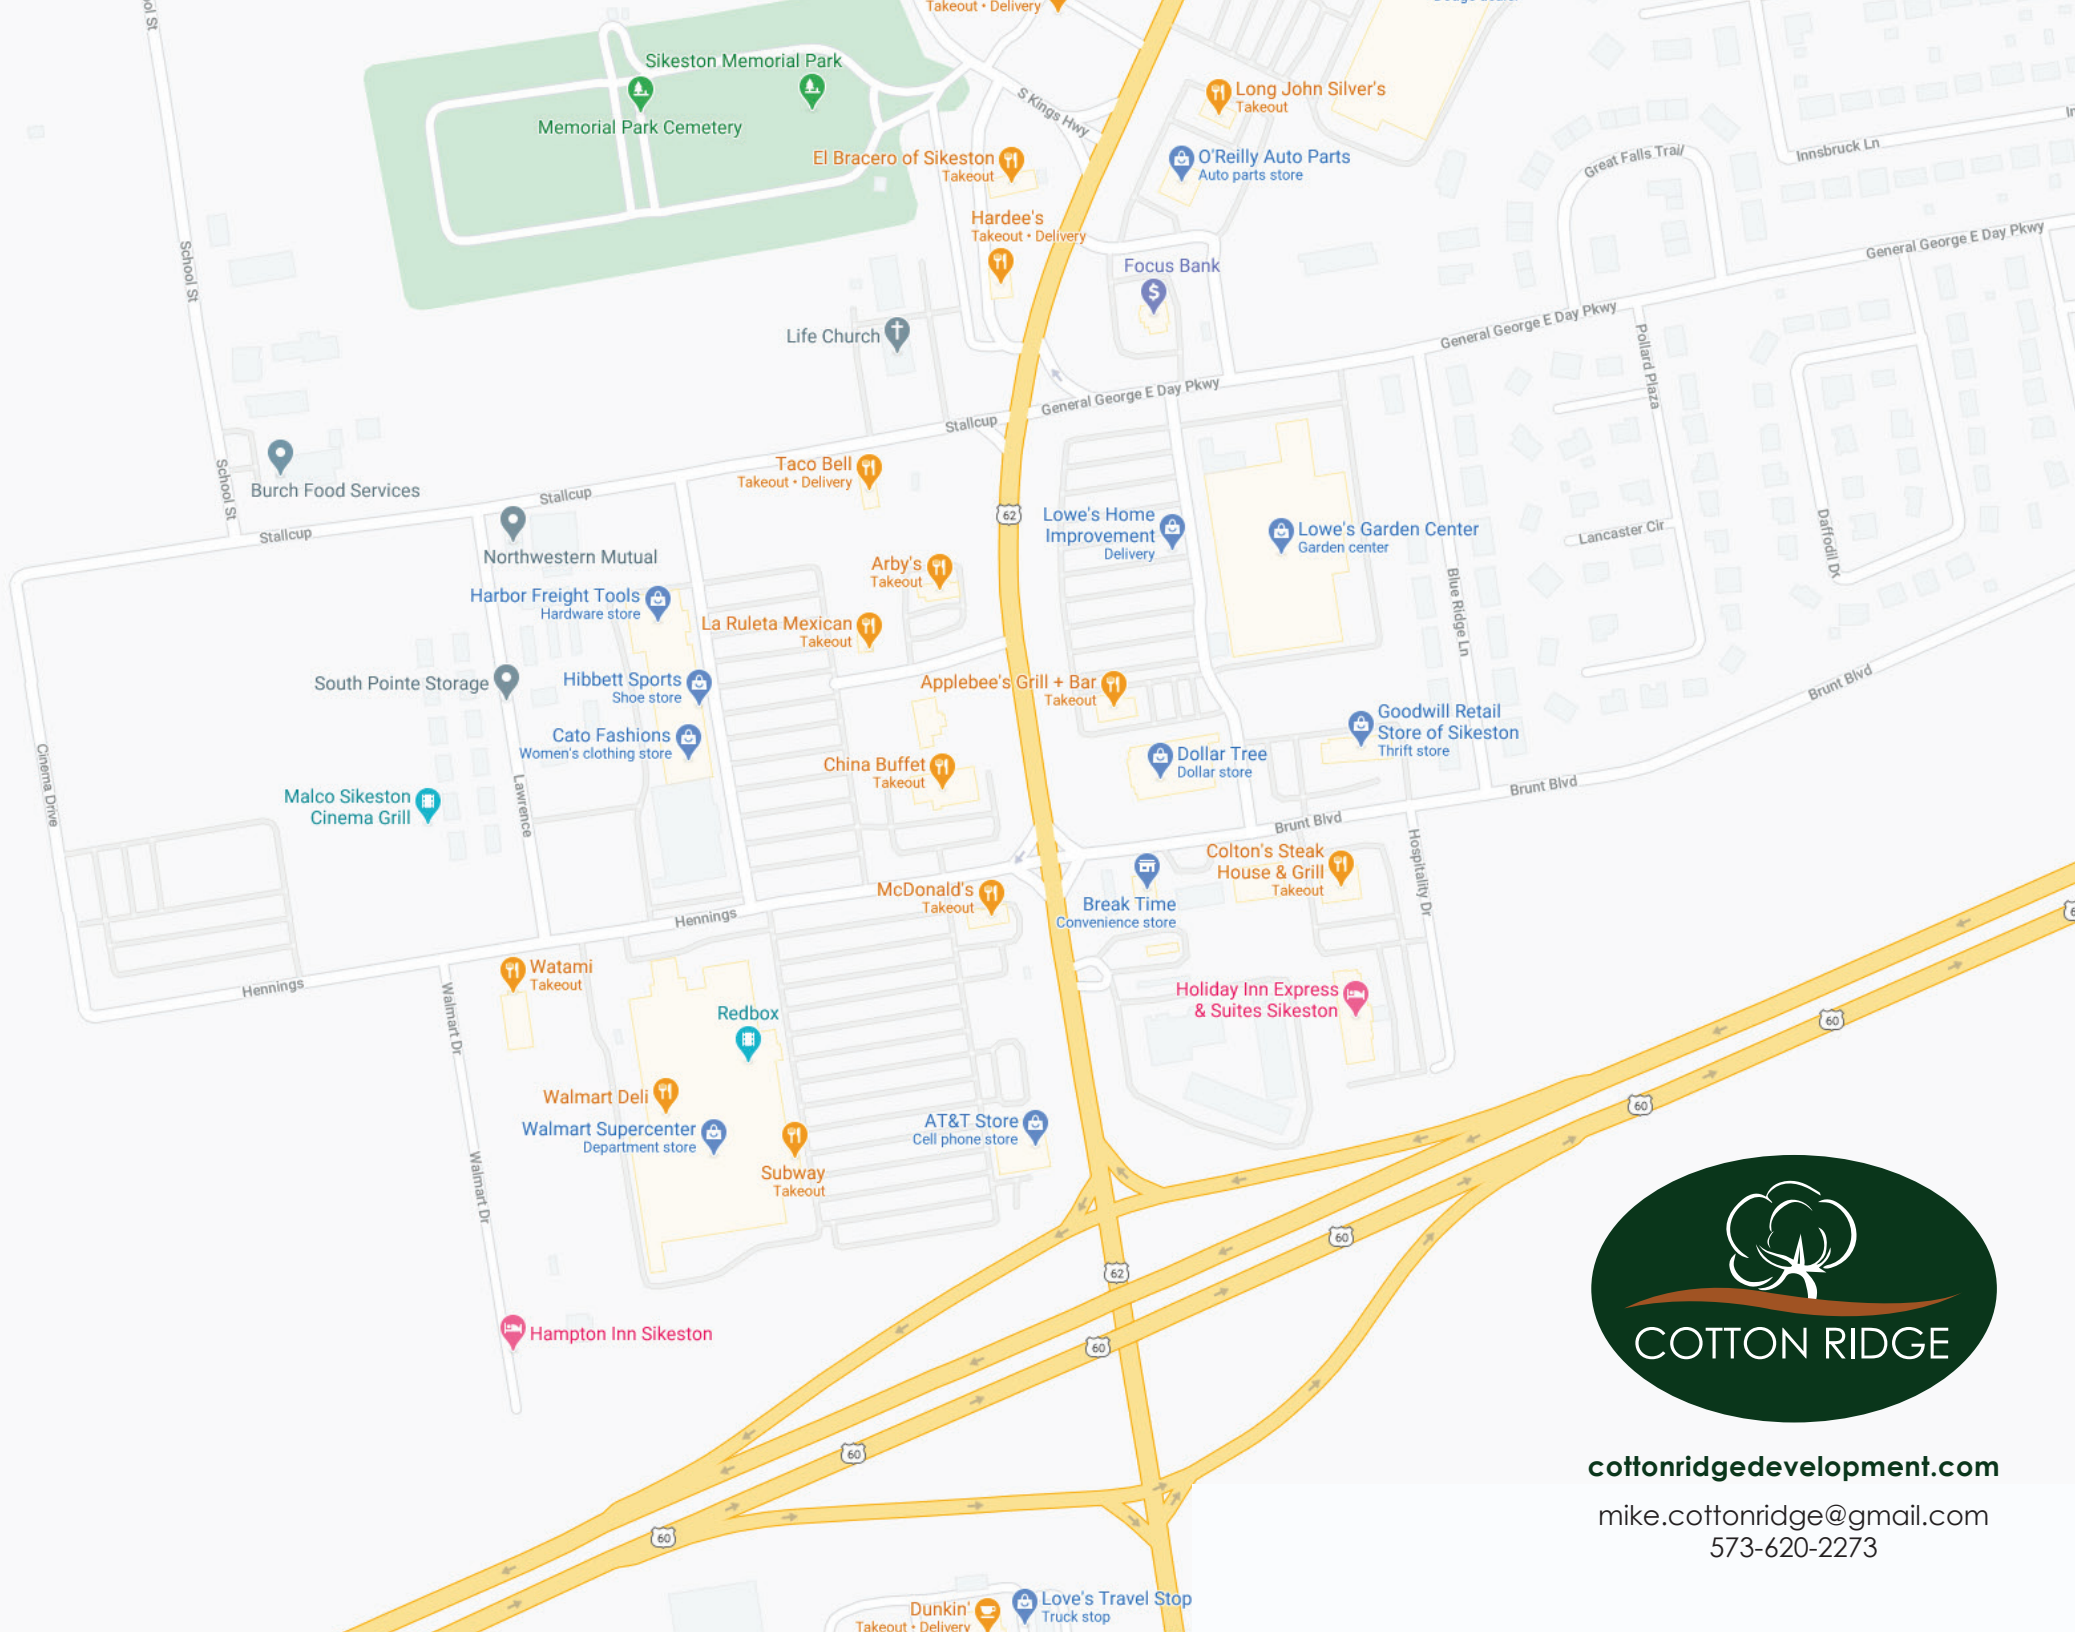 Takeout • Delivery
Sikeston Memorial Park
Memorial Park Cemetery
S Kings Hwy
Long John Silver's
Takeout
El Bracero of Sikeston
Takeout
O'Reilly Auto Parts
Auto parts store
Great Falls Trail
Innsbruck Ln
Hardee's
Takeout • Delivery
School St
General George E Day Pkwy
Focus Bank
Life Church
General George E Day Pkwy
Pollard Plaza
General George E Day Pkwy
Stallcup
Burch Food Services
School St
Stallcup
Stallcup
Taco Bell
Takeout • Delivery
62
Lowe's Home
Improvement
Delivery
Lowe's Garden Center
Garden center
Lancaster Cir
Daffodil Dr
Northwestern Mutual
Harbor Freight Tools
Hardware store
Arby's
Takeout
La Ruleta Mexican
Takeout
Blue Ridge Ln
South Pointe Storage
Hibbett Sports
Shoe store
Applebee's Grill + Bar
Takeout
Brunt Blvd
Cato Fashions
Women's clothing store
Goodwill Retail
Store of Sikeston
Thrift store
China Buffet
Takeout
Dollar Tree
Dollar store
Cinema Drive
Malco Sikeston
Cinema Grill
Lawrence
Brunt Blvd
Brunt Blvd
Colton's Steak
House & Grill
Takeout
Hospitality Dr
McDonald's
Takeout
Break Time
Convenience store
Hennings
Hennings
Watami
Takeout
Walmart Dr
Redbox
Holiday Inn Express
& Suites Sikeston
60
60
Walmart Deli
Walmart Supercenter
Department store
AT&T Store
Cell phone store
Subway
Takeout
Walmart Dr
60
62
Hampton Inn Sikeston
60
60
60
COTTON RIDGE
cottonridgedevelopment.com
mike.cottonridge@gmail.com
573-620-2273
Love's Travel Stop
Truck stop
Dunkin'
Takeout • Delivery